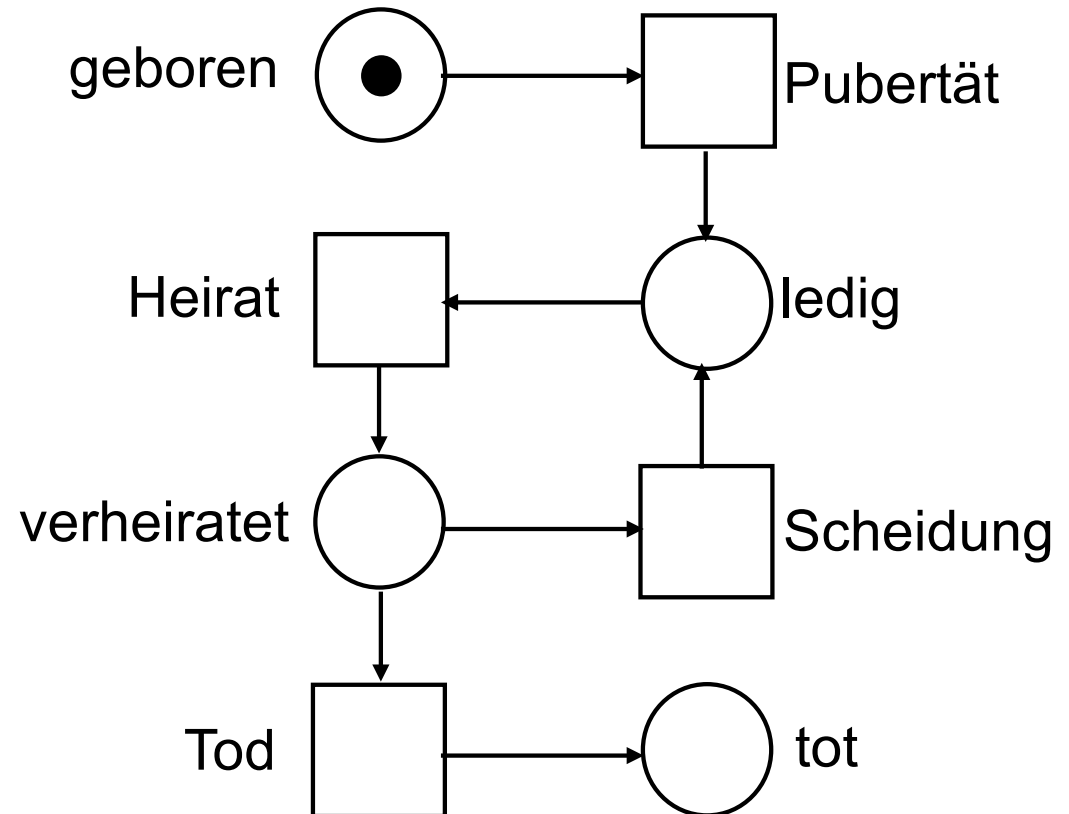 geboren
Pubertät
Heirat
ledig
verheiratet
Scheidung
Tod
tot